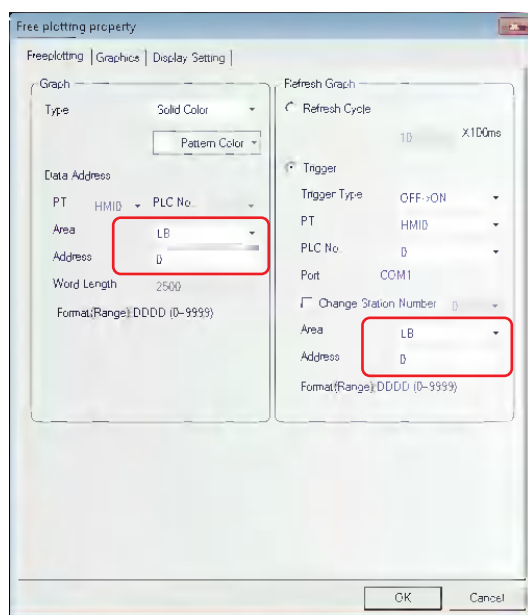 Free plotting property
Freeplotting | Graphics | Display Setting
Graph
Type Solid Color
Pattern Color
Data Address
PT HMI0 PLC No.
Area LB
Address 0
Word Length 2500
Format(Range):DDDD (0~9999)
Refresh Graph
Refresh Cycle
10 X100ms
Trigger
Trigger Type OFF->ON
PT HMI0
PLC No. 0
Port COM1
Change Station Number 0
Area LB
Address 0
Format(Range):DDDD (0~9999)
OK Cancel